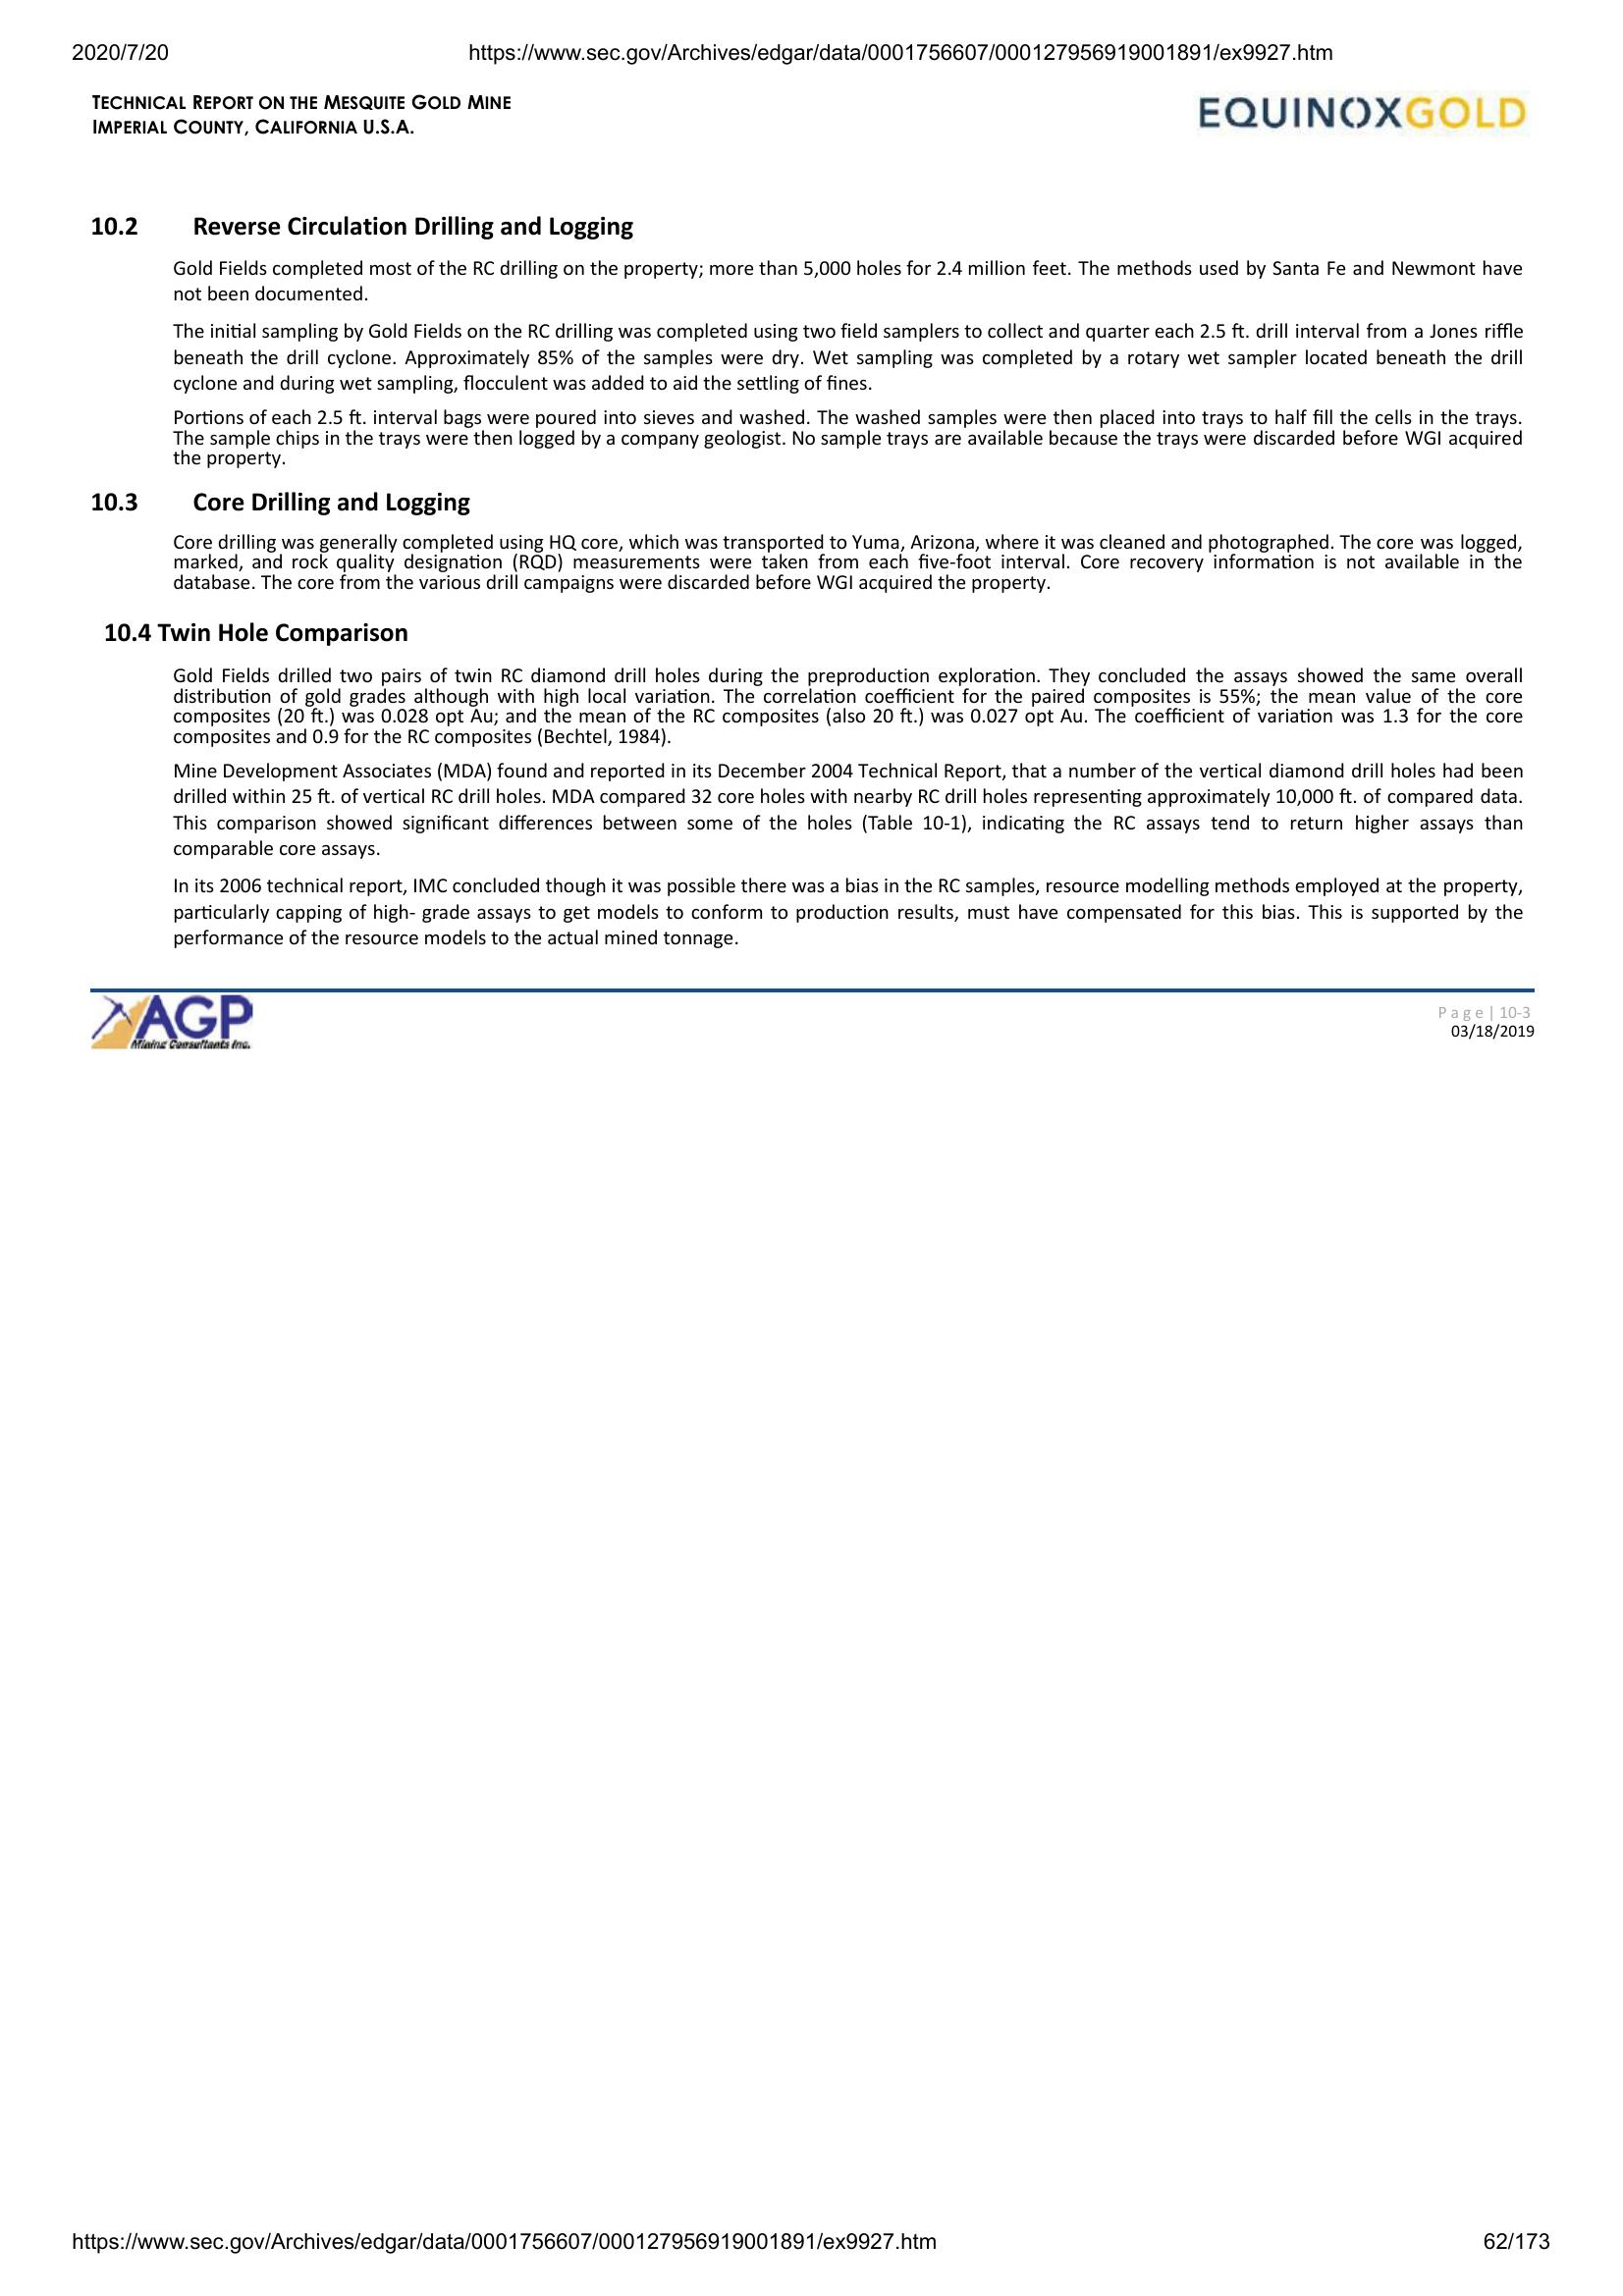 2020/7/20
https://www.sec.gov/Archives/edgar/data/0001756607/000127956919001891/ex9927.htm
TECHNICAL REPORT ON THE MESQUITE GOLD MINE
IMPERIAL COUNTY, CALIFORNIA U.S.A.
EQUINOXGOLD
10.2 Reverse Circulation Drilling and Logging
Gold Fields completed most of the RC drilling on the property; more than 5,000 holes for 2.4 million feet. The methods used by Santa Fe and Newmont have
not been documented.
The initial sampling by Gold Fields on the RC drilling was completed using two field samplers to collect and quarter each 2.5 ft. drill interval from a Jones riffle
beneath the drill cyclone. Approximately 85% of the samples were dry. Wet sampling was completed by a rotary wet sampler located beneath the drill
cyclone and during wet sampling, flocculent was added to aid the settling of fines.
Portions of each 2.5 ft. interval bags were poured into sieves and washed. The washed samples were then placed into trays to half fill the cells in the trays.
The sample chips in the trays were then logged by a company geologist. No sample trays are available because the trays were discarded before WGI acquired
the property.
10.3 Core Drilling and Logging
Core drilling was generally completed using HQ core, which was transported to Yuma, Arizona, where it was cleaned and photographed. The core was logged,
marked, and rock quality designation (RQD) measurements were taken from each five-foot interval. Core recovery information is not available in the
database. The core from the various drill campaigns were discarded before WGI acquired the property.
10.4 Twin Hole Comparison
Gold Fields drilled two pairs of twin RC diamond drill holes during the preproduction exploration. They concluded the assays showed the same overall
distribution of gold grades although with high local variation. The correlation coefficient for the paired composites is 55%; the mean value of the core
composites (20 ft.) was 0.028 opt Au; and the mean of the RC composites (also 20 ft.) was 0.027 opt Au. The coefficient of variation was 1.3 for the core
composites and 0.9 for the RC composites (Bechtel, 1984).
Mine Development Associates (MDA) found and reported in its December 2004 Technical Report, that a number of the vertical diamond drill holes had been
drilled within 25 ft. of vertical RC drill holes. MDA compared 32 core holes with nearby RC drill holes representing approximately 10,000 ft. of compared data.
This comparison showed significant differences between some of the holes (Table 10-1), indicating the RC assays tend to return higher assays than
comparable core assays.
In its 2006 technical report, IMC concluded though it was possible there was a bias in the RC samples, resource modelling methods employed at the property,
particularly capping of high- grade assays to get models to conform to production results, must have compensated for this bias. This is supported by the
performance of the resource models to the actual mined tonnage.
AGP
Mining Consultants Inc.
P a g e | 10-3
03/18/2019
https://www.sec.gov/Archives/edgar/data/0001756607/000127956919001891/ex9927.htm
62/173